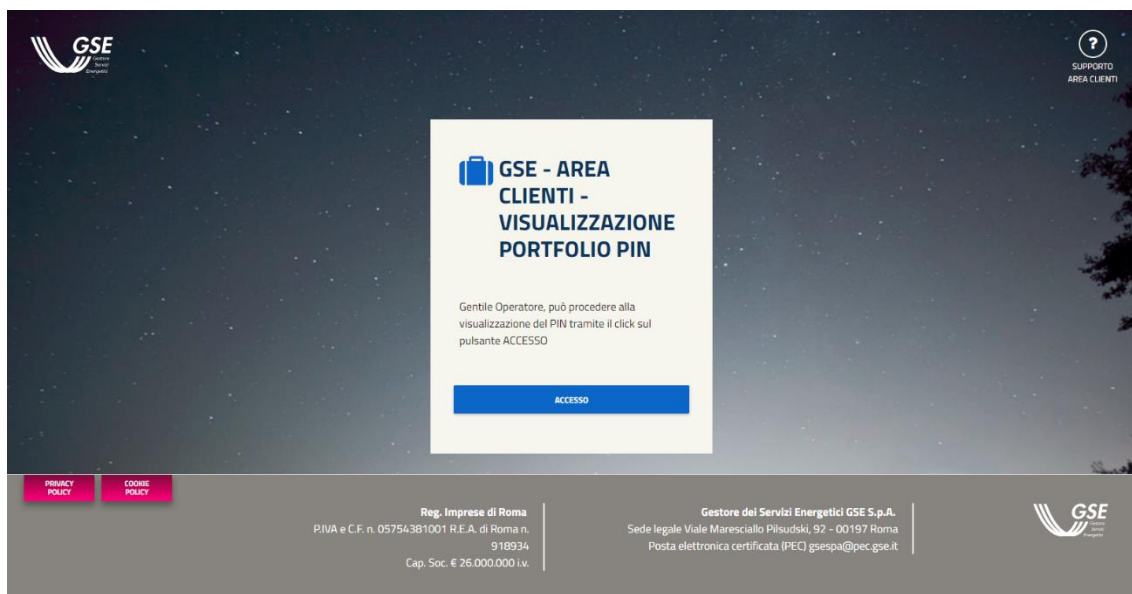 GSE
Gestore
Servizi
Energetici
?
SUPPORTO
AREA CLIENTI
GSE - AREA
CLIENTI -
VISUALIZZAZIONE
PORTFOLIO PIN
Gentile Operatore, può procedere alla
visualizzazione del PIN tramite il click sul
pulsante ACCESSO
ACCESSO
PRIVACY
POLICY
COOKIE
POLICY
Reg. Imprese di Roma
P.IVA e C.F. n. 05754381001 R.E.A. di Roma n.
918934
Cap. Soc. € 26.000.000 i.v.
Gestore dei Servizi Energetici GSE S.p.A.
Sede legale Viale Maresciallo Pilsudski, 92 - 00197 Roma
Posta elettronica certificata (PEC) gsespa@pec.gse.it
GSE
Gestore
Servizi
Energetici